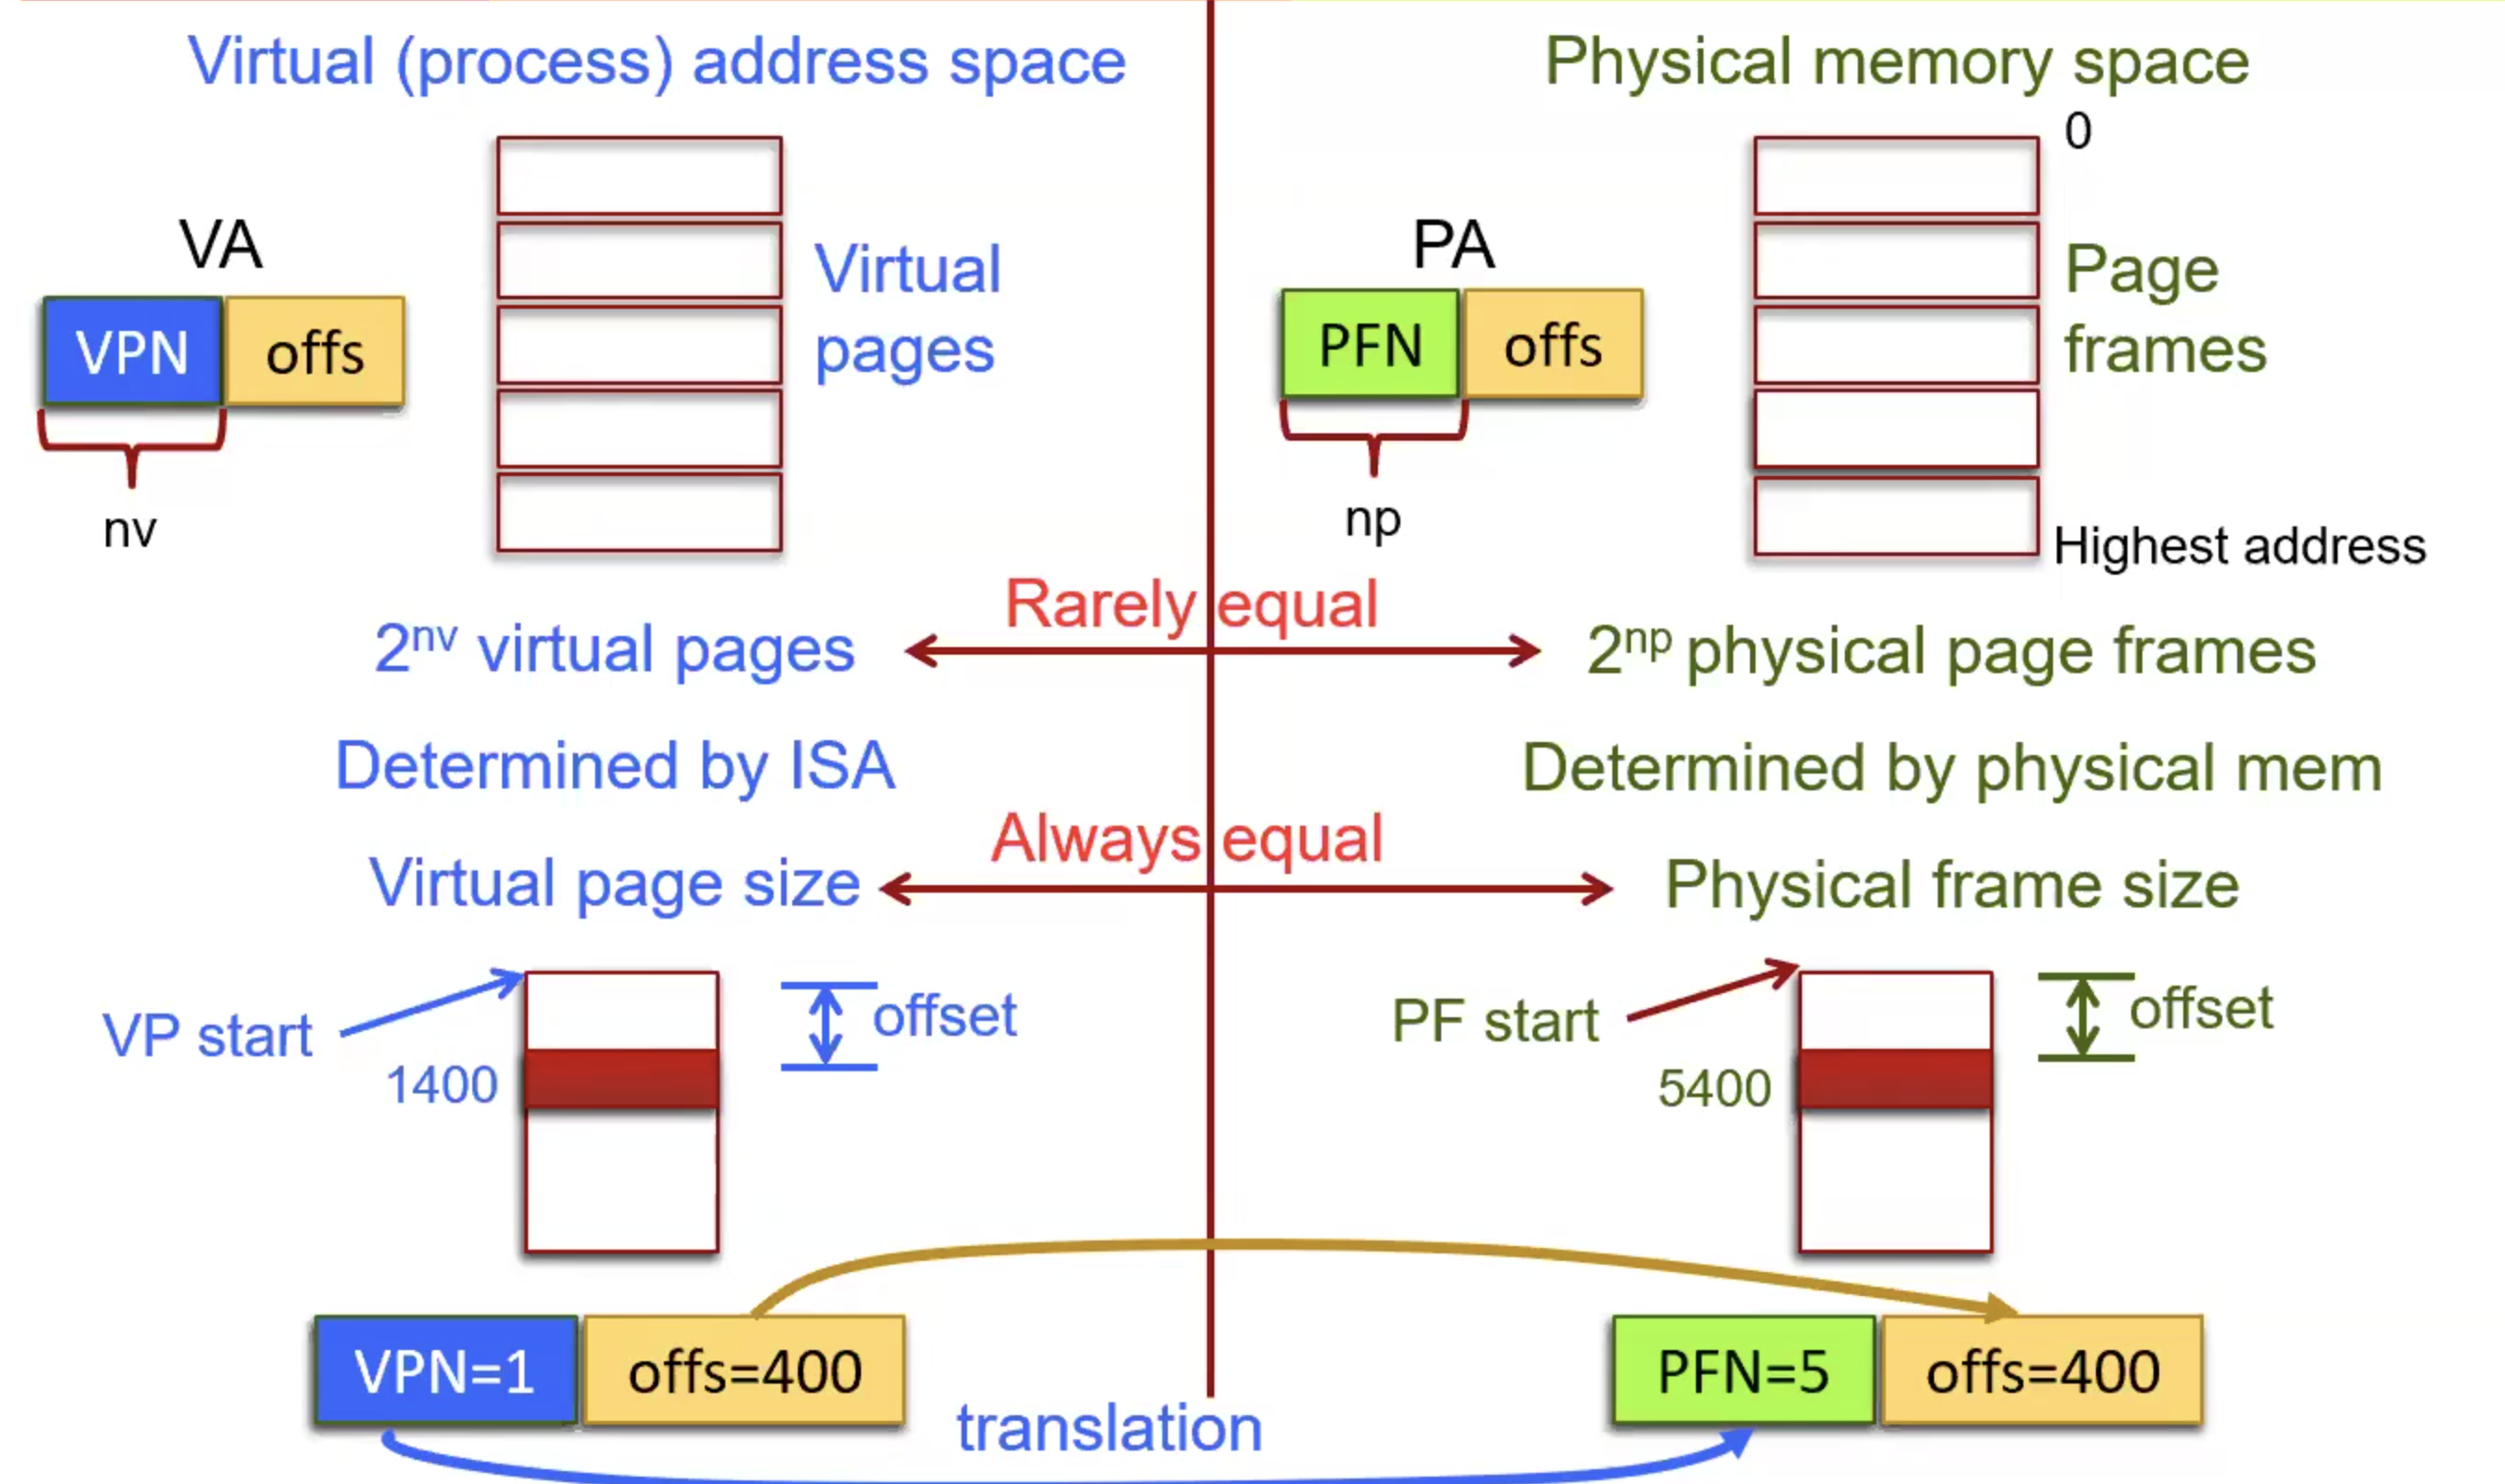 Virtual (process) address space
VA
VPN offs
nv
Virtual
pages
Physical memory space
0
PA
PFN offs
np
Page
frames
Highest address
Rarely equal
2^nv virtual pages
2^np physical page frames
Determined by ISA
Determined by physical mem
Always equal
Virtual page size
Physical frame size
VP start
offset
1400
PF start
offset
5400
VPN=1 offs=400
PFN=5 offs=400
translation